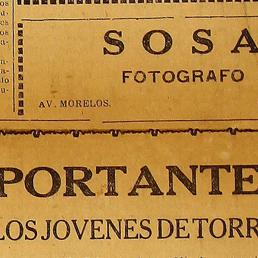 SOSA
FOTOGRAFO
AV. MORELOS.
PORTANTE
LOS JOVENES DE TORR